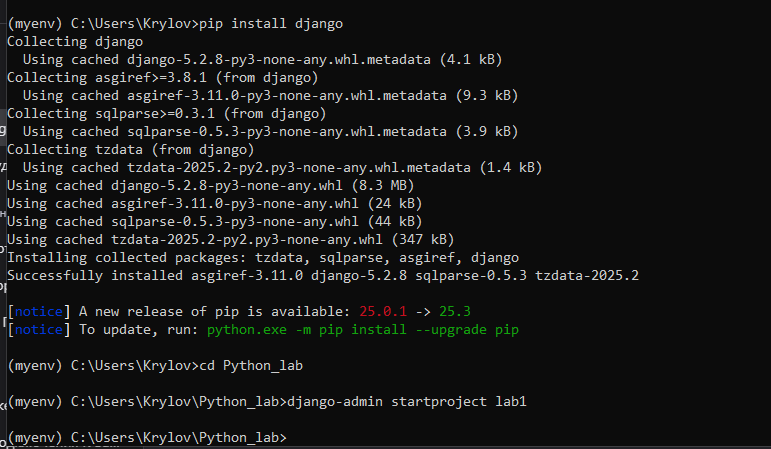 (myenv) C:\Users\Krylov>pip install django
Collecting django
  Using cached django-5.2.8-py3-none-any.whl.metadata (4.1 kB)
Collecting asgiref>=3.8.1 (from django)
  Using cached asgiref-3.11.0-py3-none-any.whl.metadata (9.3 kB)
Collecting sqlparse>=0.3.1 (from django)
  Using cached sqlparse-0.5.3-py3-none-any.whl.metadata (3.9 kB)
Collecting tzdata (from django)
  Using cached tzdata-2025.2-py2.py3-none-any.whl.metadata (1.4 kB)
Using cached django-5.2.8-py3-none-any.whl (8.3 MB)
Using cached asgiref-3.11.0-py3-none-any.whl (24 kB)
Using cached sqlparse-0.5.3-py3-none-any.whl (44 kB)
Using cached tzdata-2025.2-py2.py3-none-any.whl (347 kB)
Installing collected packages: tzdata, sqlparse, asgiref, django
Successfully installed asgiref-3.11.0 django-5.2.8 sqlparse-0.5.3 tzdata-2025.2
[notice] A new release of pip is available: 25.0.1 -> 25.3
[notice] To update, run: python.exe -m pip install --upgrade pip
(myenv) C:\Users\Krylov>cd Python_lab
(myenv) C:\Users\Krylov\Python_lab>django-admin startproject lab1
(myenv) C:\Users\Krylov\Python_lab>